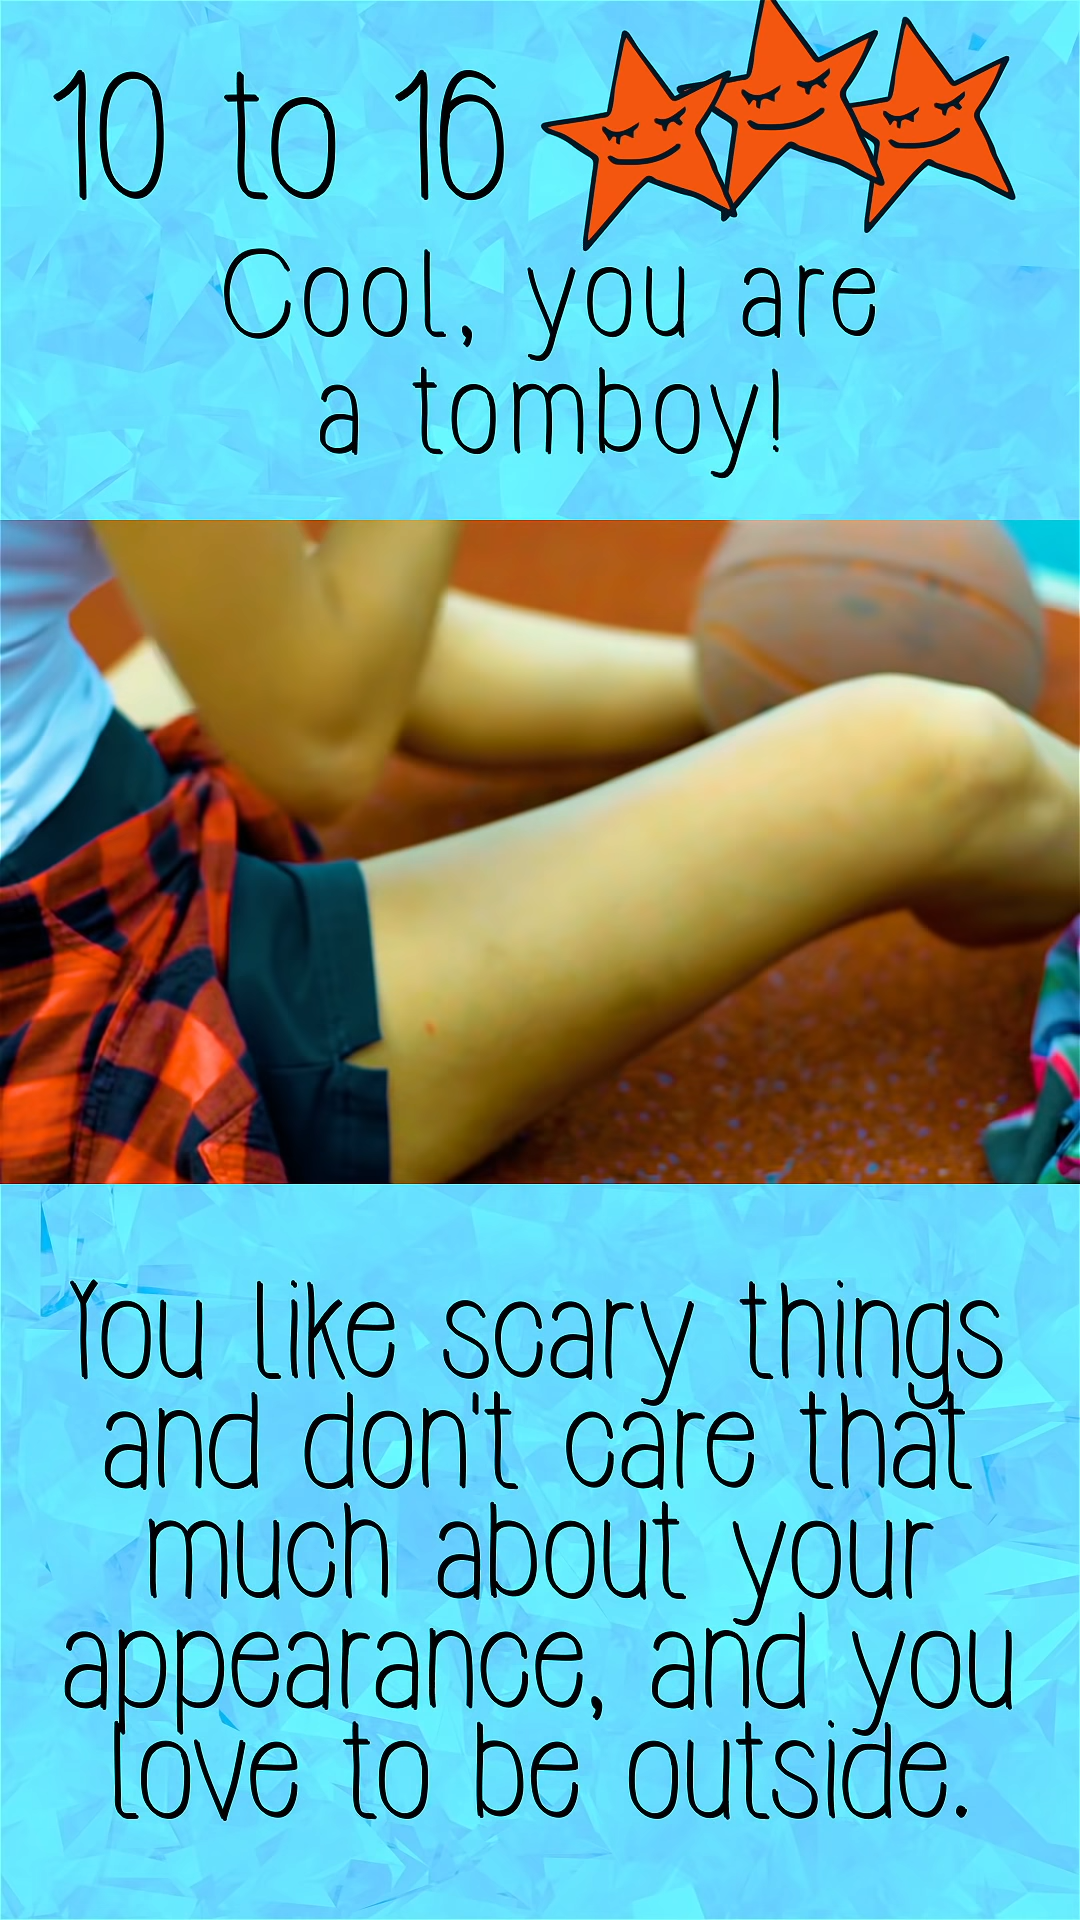 10 to 16
Cool, you are
a tomboy!
You like scary things
and don't care that
much about your
appearance, and you
love to be outside.